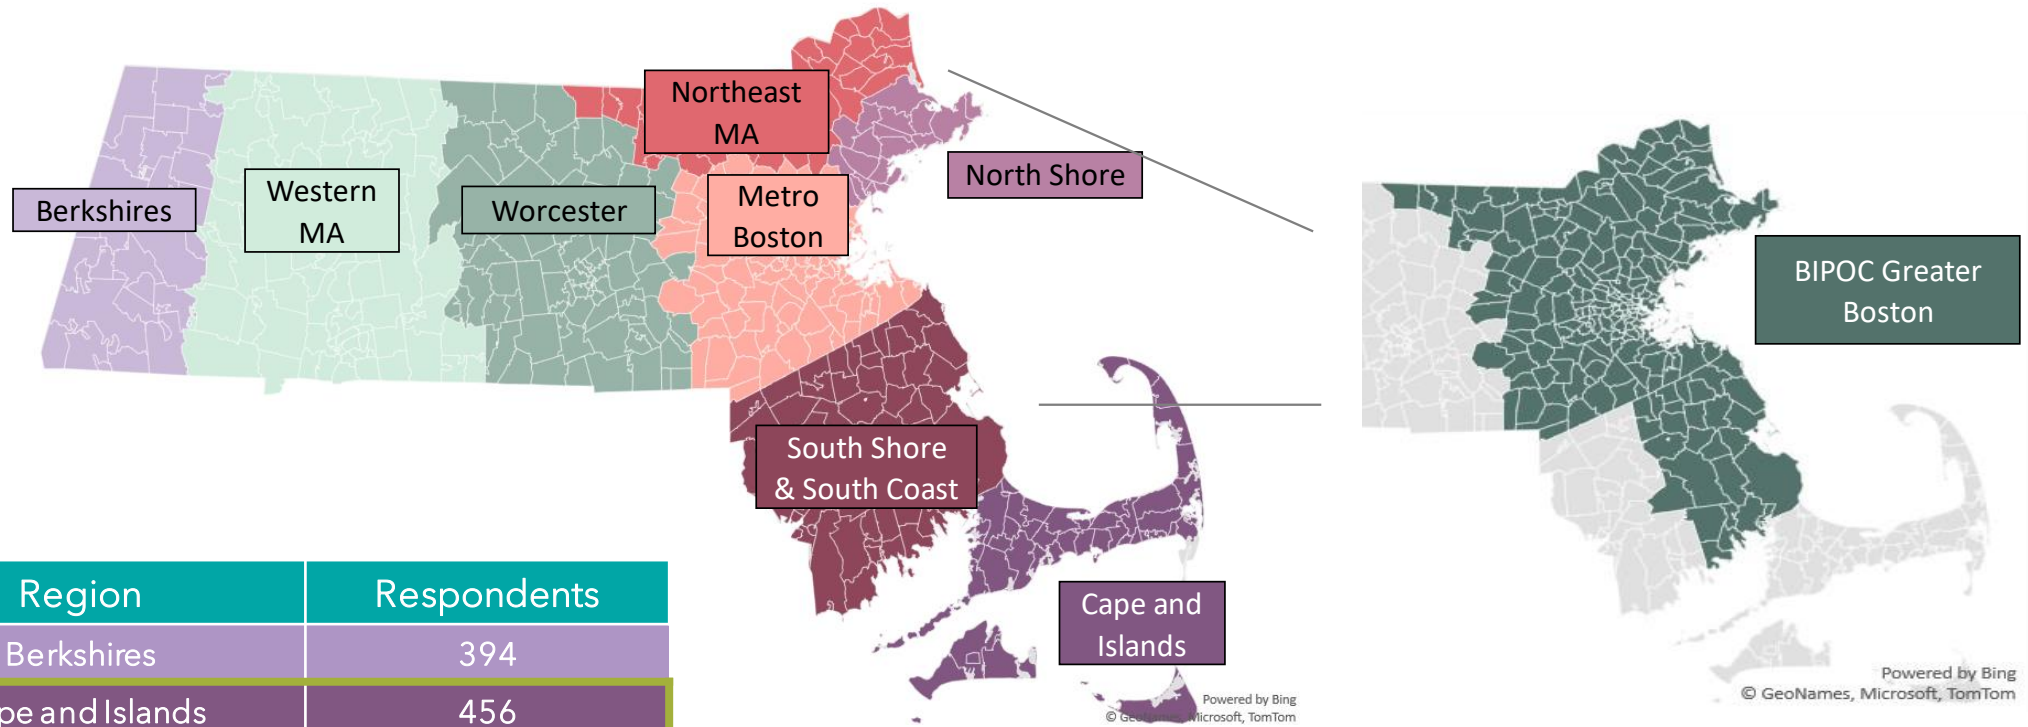 Northeast
MA
North Shore
Berkshires
Western
MA
Worcester
Metro
Boston
BIPOC Greater
Boston
South Shore
& South Coast
Cape and
Islands
Region Respondents
Berkshires 394
and Islands 456
Powered by Bing
© GeoNames, Microsoft, TomTom
Powered by Bing
© GeoNames, Microsoft, TomTom